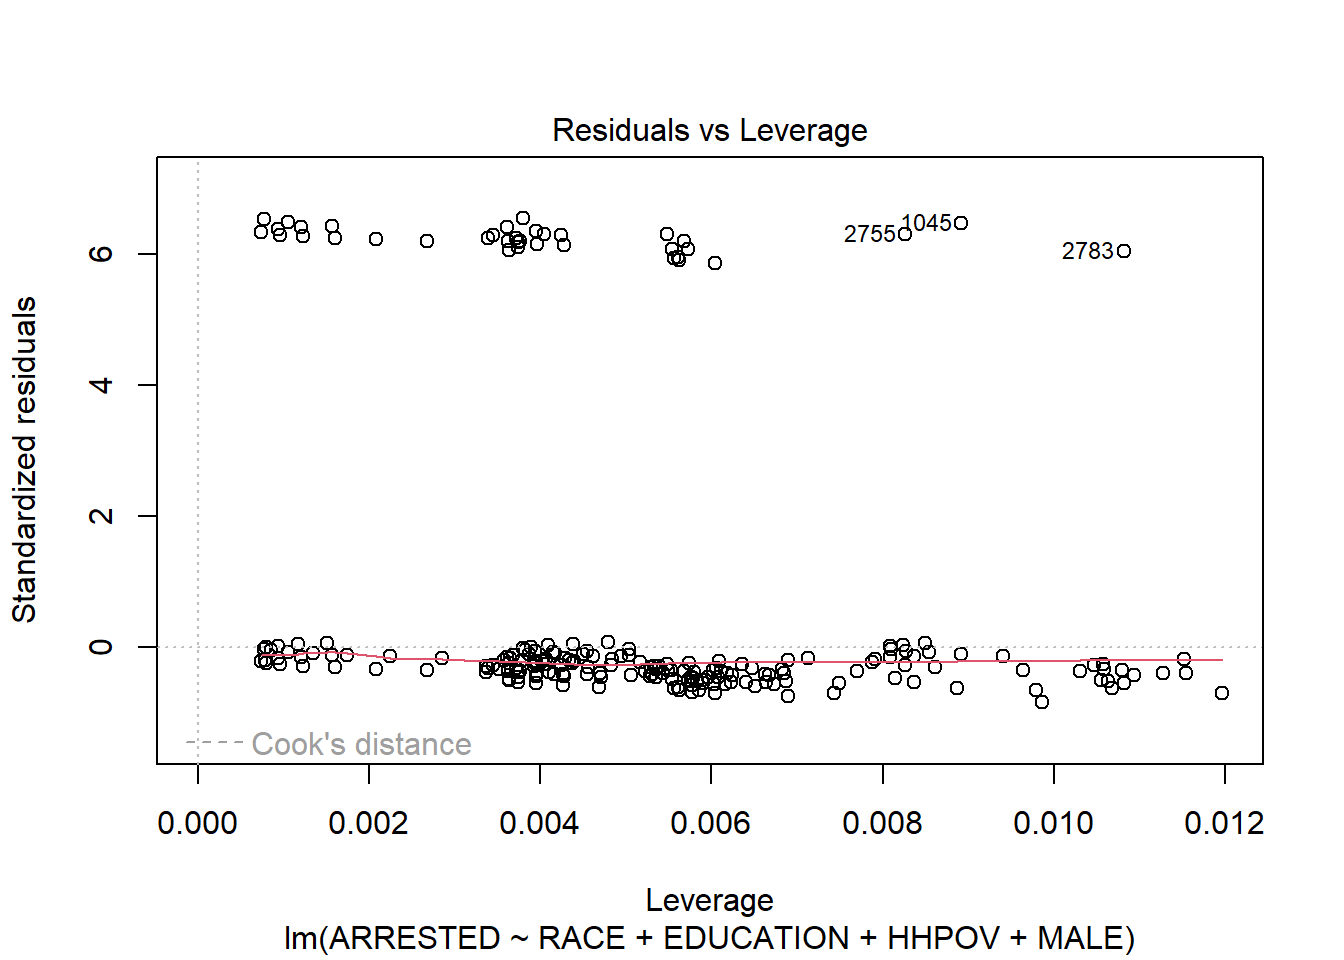 Residuals vs Leverage
Standardized residuals
6
4
2
0
2755
1045
2783
Cook's distance
0.000 0.002 0.004 0.006 0.008 0.010 0.012
Leverage
lm(ARRESTED ~ RACE + EDUCATION + HHPOV + MALE)